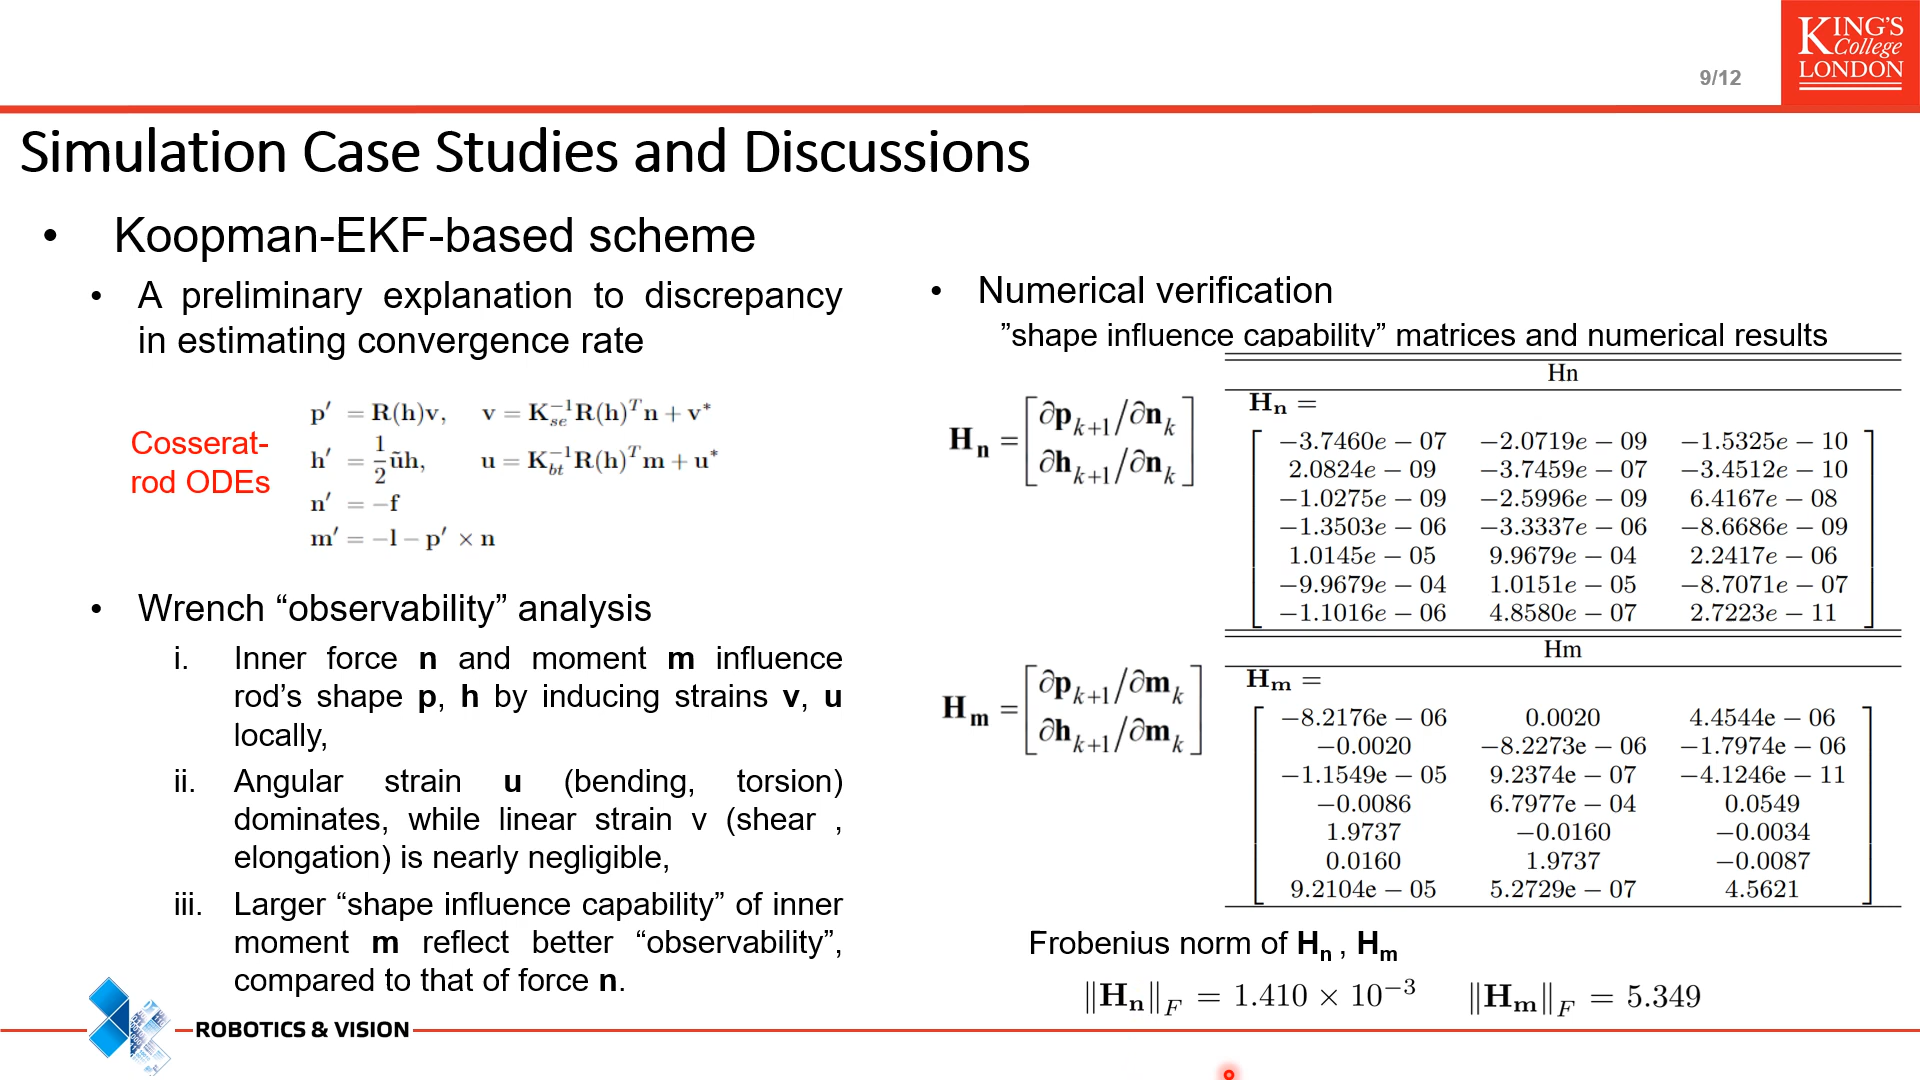 KING'S
College
LONDON
9/12
Simulation Case Studies and Discussions
• Koopman-EKF-based scheme
• A preliminary explanation to discrepancy
in estimating convergence rate
Cosserat-
rod ODEs
p′ = R(h)v, v = K_{se}^{−1}R(h)^T n + v*
h′ = 1/2 ũh, u = K_{bt}^{−1}R(h)^T m + u*
n′ = −f
m′ = −l − p′ × n
• Wrench “observability” analysis
i. Inner force n and moment m influence
rod’s shape p, h by inducing strains v, u
locally,
ii. Angular strain u (bending, torsion)
dominates, while linear strain v (shear ,
elongation) is nearly negligible,
iii. Larger “shape influence capability” of inner
moment m reflect better “observability”,
compared to that of force n.
• Numerical verification
”shape influence capability” matrices and numerical results
H_n = [∂p_{k+1}/∂n_k
∂h_{k+1}/∂n_k]
Hn
H_n =
−3.7460e − 07 −2.0719e − 09 −1.5325e − 10
2.0824e − 09 −3.7459e − 07 −3.4512e − 10
−1.0275e − 09 −2.5996e − 09 6.4167e − 08
−1.3503e − 06 −3.3337e − 06 −8.6686e − 09
1.0145e − 05 9.9679e − 04 2.2417e − 06
−9.9679e − 04 1.0151e − 05 −8.7071e − 07
−1.1016e − 06 4.8580e − 07 2.7223e − 11
H_m = [∂p_{k+1}/∂m_k
∂h_{k+1}/∂m_k]
Hm
H_m =
−8.2176e − 06 0.0020 4.4544e − 06
−0.0020 −8.2273e − 06 −1.7974e − 06
−1.1549e − 05 9.2374e − 07 −4.1246e − 11
−0.0086 6.7977e − 04 0.0549
1.9737 −0.0160 −0.0034
0.0160 1.9737 −0.0087
9.2104e − 05 5.2729e − 07 4.5621
Frobenius norm of H_n , H_m
‖H_n‖_F = 1.410 × 10^{−3} ‖H_m‖_F = 5.349
ROBOTICS & VISION